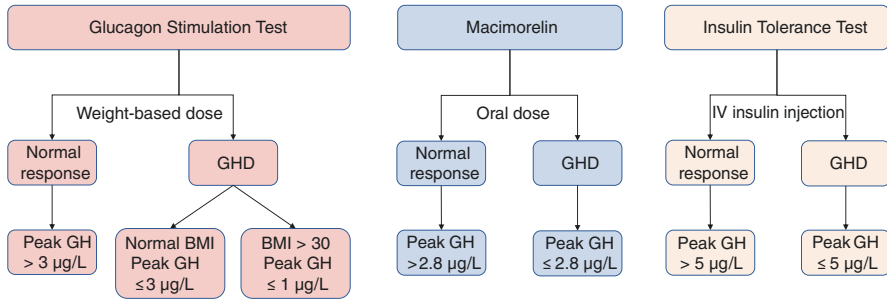 Glucagon Stimulation Test
Weight-based dose
Normal
response
GHD
Peak GH
> 3 µg/L
Normal BMI
Peak GH
≤3 µg/L
BMI > 30
Peak GH
≤ 1 µg/L
Macimorelin
Oral dose
Normal
response
GHD
Peak GH
>2.8 µg/L
Peak GH
≤ 2.8 µg/L
Insulin Tolerance Test
IV insulin injection
Normal
response
GHD
Peak GH
> 5 µg/L
Peak GH
≤ 5 µg/L